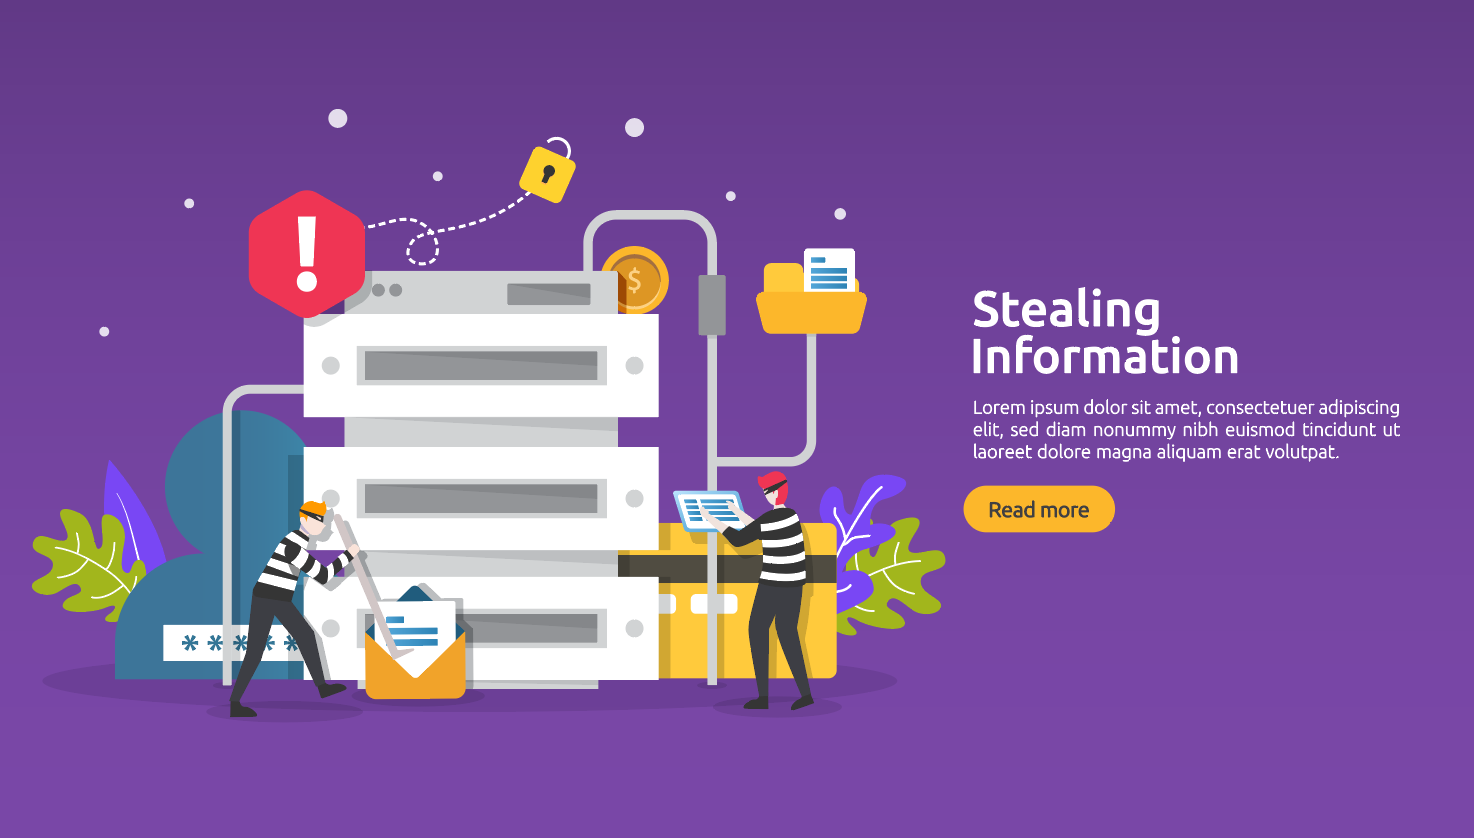 !
$
* * * * *
Stealing
Information
Lorem ipsum dolor sit amet, consectetuer adipiscing
elit, sed diam nonummy nibh euismod tincidunt ut
laoreet dolore magna aliquam erat volutpat.
Read more